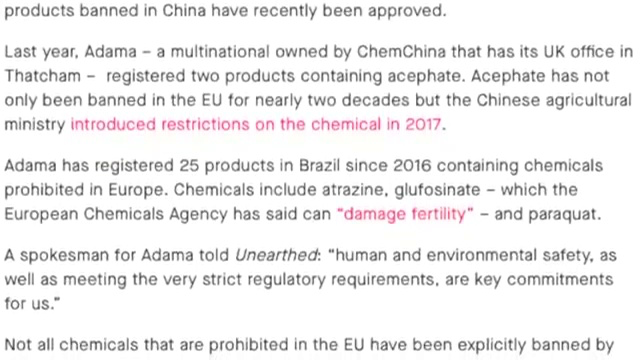 products banned in China have recently been approved.
Last year, Adama – a multinational owned by ChemChina that has its UK office in
Thatcham – registered two products containing acephate. Acephate has not
only been banned in the EU for nearly two decades but the Chinese agricultural
ministry introduced restrictions on the chemical in 2017.
Adama has registered 25 products in Brazil since 2016 containing chemicals
prohibited in Europe. Chemicals include atrazine, glufosinate – which the
European Chemicals Agency has said can “damage fertility” – and paraquat.
A spokesman for Adama told Unearthed: “human and environmental safety, as
well as meeting the very strict regulatory requirements, are key commitments
for us.”
Not all chemicals that are prohibited in the EU have been explicitly banned by